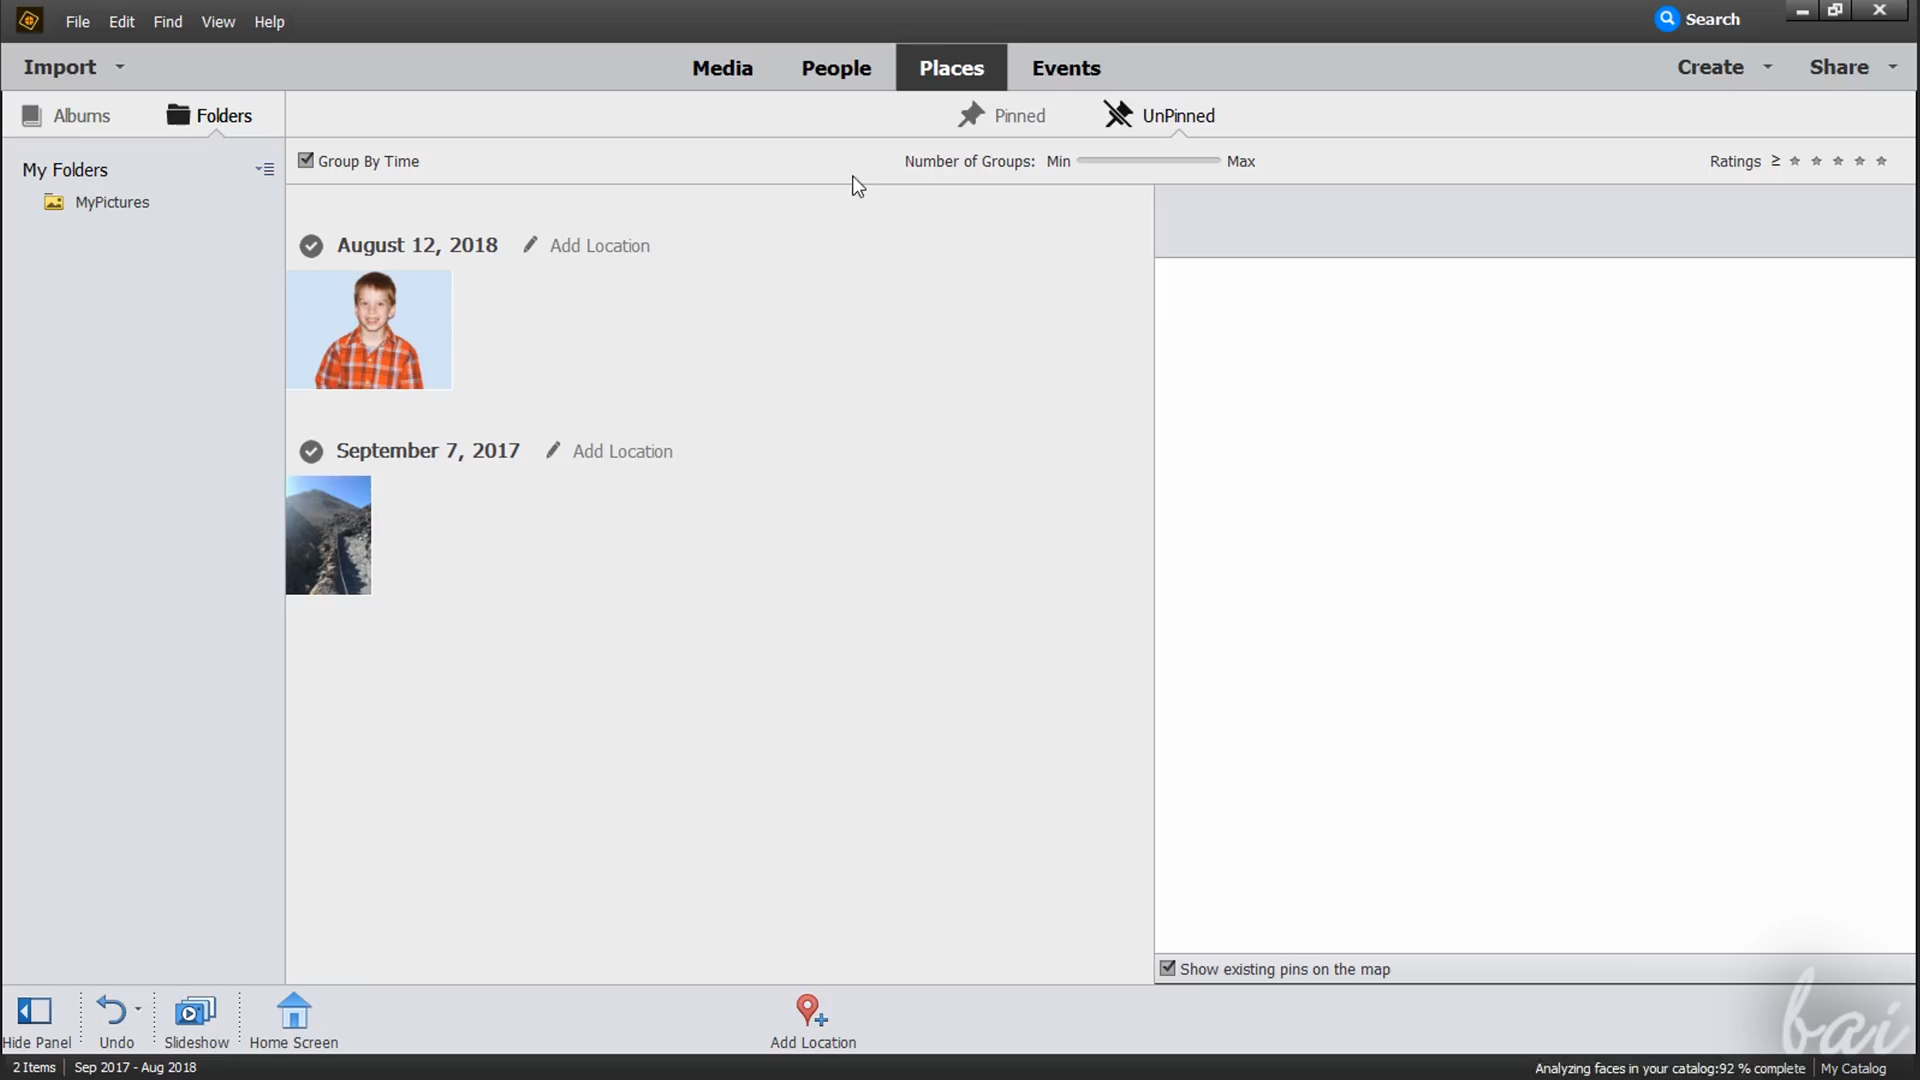 File Edit Find View Help
Search
Import
Media People Places Events
Create Share
Albums Folders
Pinned UnPinned
My Folders
MyPictures
Group By Time
Number of Groups: Min Max
Ratings ≥
August 12, 2018 Add Location
September 7, 2017 Add Location
Show existing pins on the map
Hide Panel Undo Slideshow Home Screen
Add Location
2 Items Sep 2017 - Aug 2018
Analyzing faces in your catalog:92 % complete My Catalog
bai